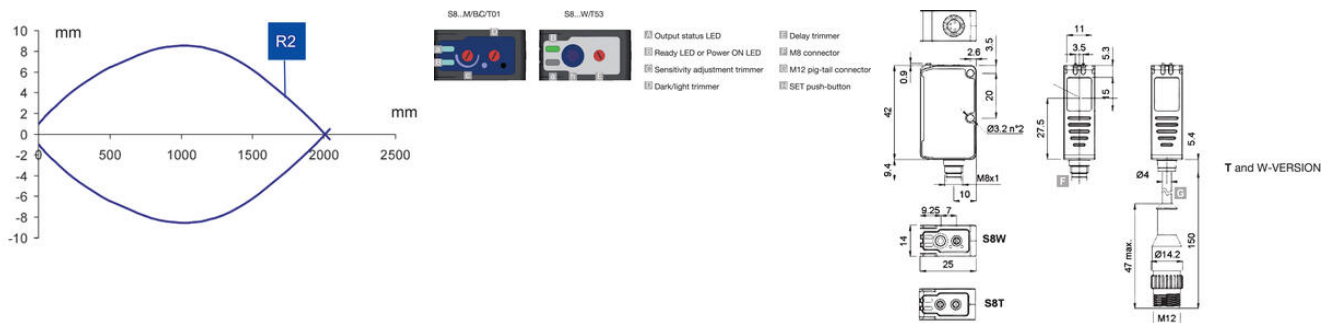 mm
R2
10
8
6
4
2
0
-2
-4
-6
-8
-10
0
500
1000
1500
2000
2500
mm
S8...M/B/C/T01
S8...W/T53
A Output status LED
Ready LED or Power ON LED
Sensitivity adjustment trimmer
Dark/light trimmer
E Delay trimmer
F M8 connector
G M12 pig-tail connector
H SET push-button
3.5
2.6
0.9
42
20
Ø3.2 n°2
9.4
M8x1
10
9.25
7
14
25
S8W
S8T
11
3.5
5.3
15
27.5
F
5.4
Ø4
G
47 max.
150
Ø14.2
M12
T and W-VERSION